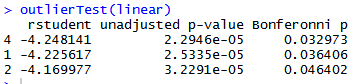 > outlierTest(linear)
   rstudent unadjusted p-value Bonferroni p
4 -4.248141         2.2946e-05     0.032973
1 -4.225617         2.5335e-05     0.036406
2 -4.169977         3.2291e-05     0.046402
>